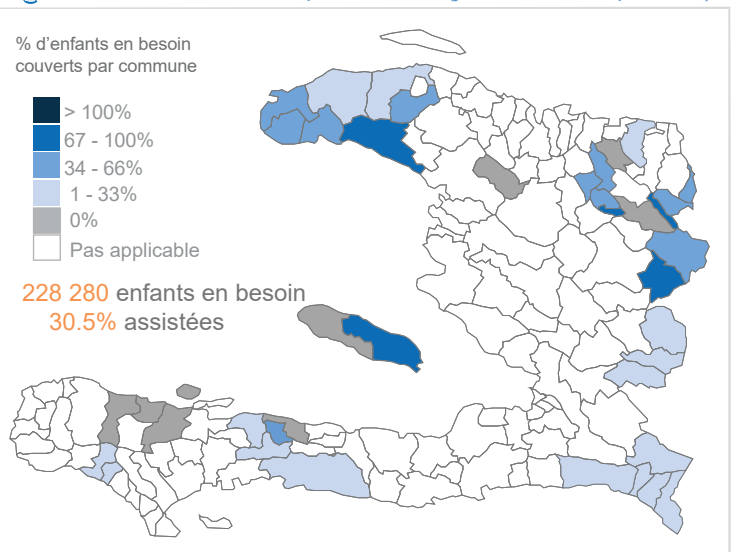 % d'enfants en besoin
couverts par commune
> 100%
67 - 100%
34 - 66%
1 - 33%
0%
Pas applicable
228 280 enfants en besoin
30.5% assistées